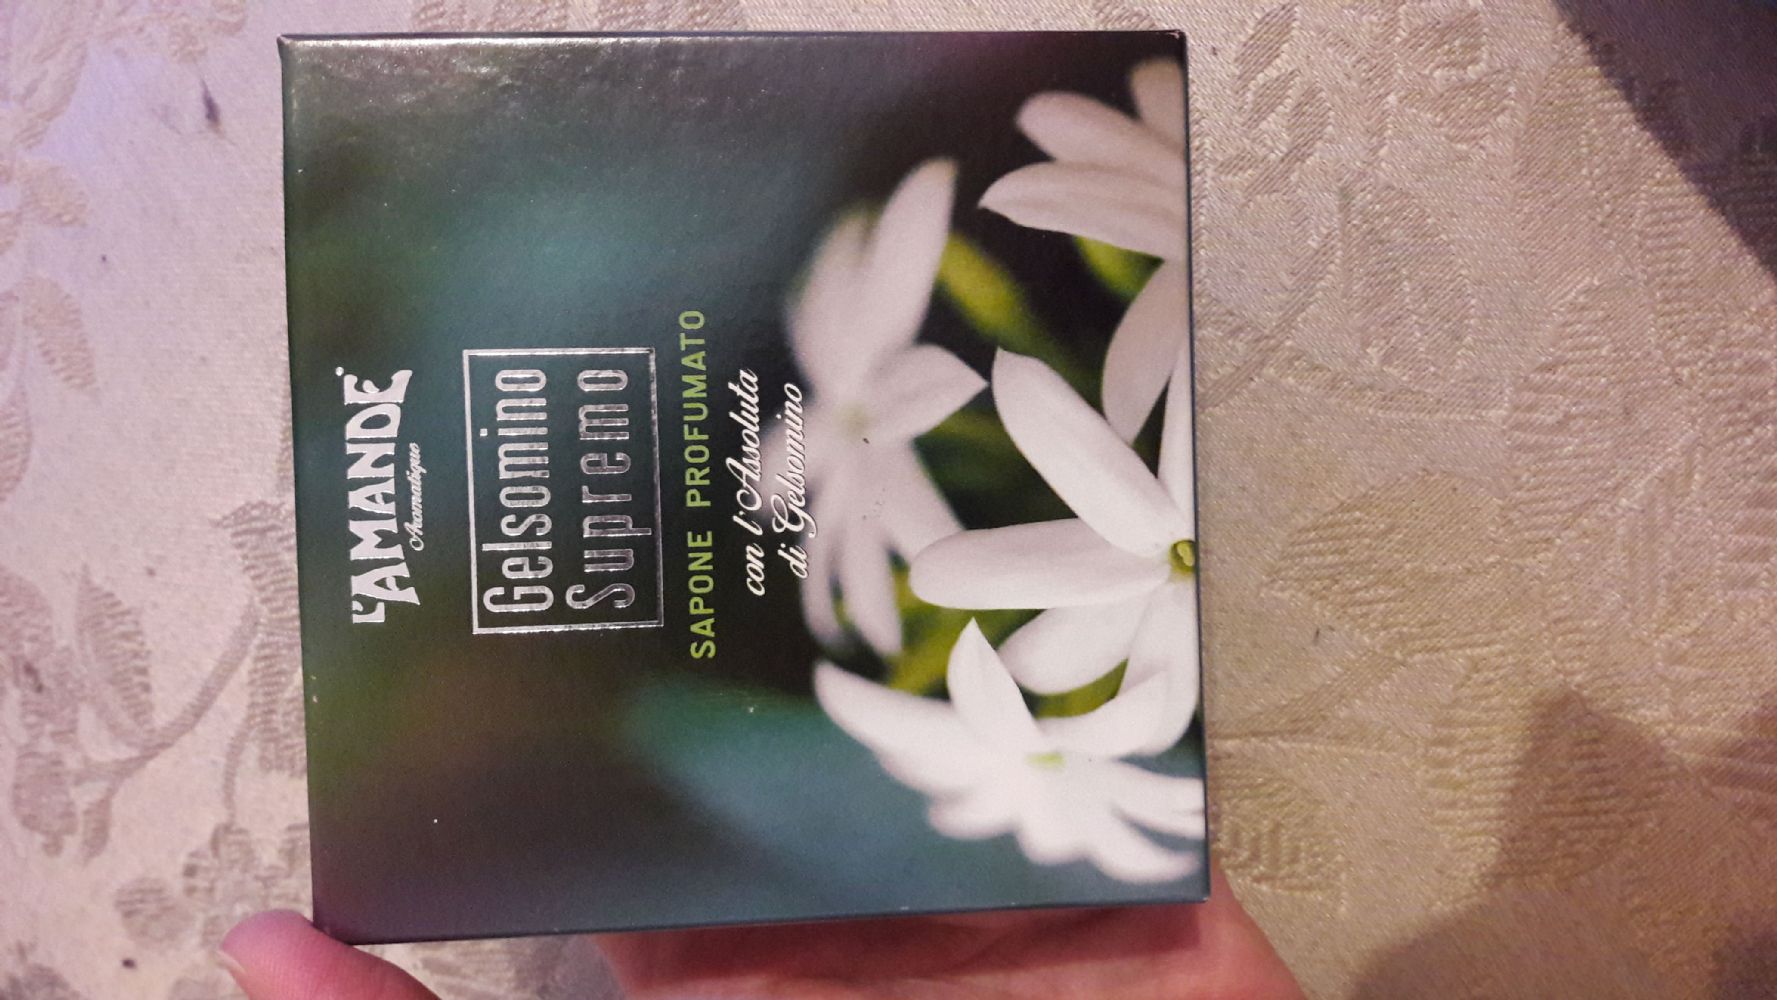 L'AMANDE
Aromatique
Gelsomino
Supremo
SAPONE PROFUMATO
con l'Assoluta
di Gelsomino